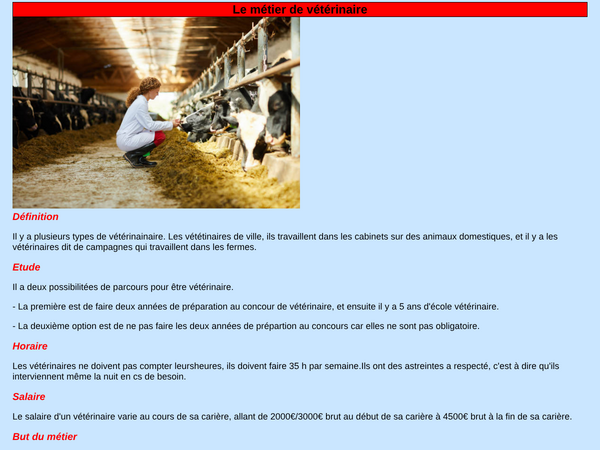 Le métier de vétérinaire
Définition
Il y a plusieurs types de vétérinainaire. Les vététinaires de ville, ils travaillent dans les cabinets sur des animaux domestiques, et il y a les
vétérinaires dit de campagnes qui travaillent dans les fermes.
Etude
Il a deux possibilitées de parcours pour être vétérinaire.
- La première est de faire deux années de préparation au concour de vétérinaire, et ensuite il y a 5 ans d'école vétérinaire.
- La deuxième option est de ne pas faire les deux années de prépartion au concours car elles ne sont pas obligatoire.
Horaire
Les vétérinaires ne doivent pas compter leursheures, ils doivent faire 35 h par semaine.Ils ont des astreintes a respecté, c'est à dire qu'ils
interviennent même la nuit en cs de besoin.
Salaire
Le salaire d'un vétérinaire varie au cours de sa carière, allant de 2000€/3000€ brut au début de sa carière à 4500€ brut à la fin de sa carière.
But du métier